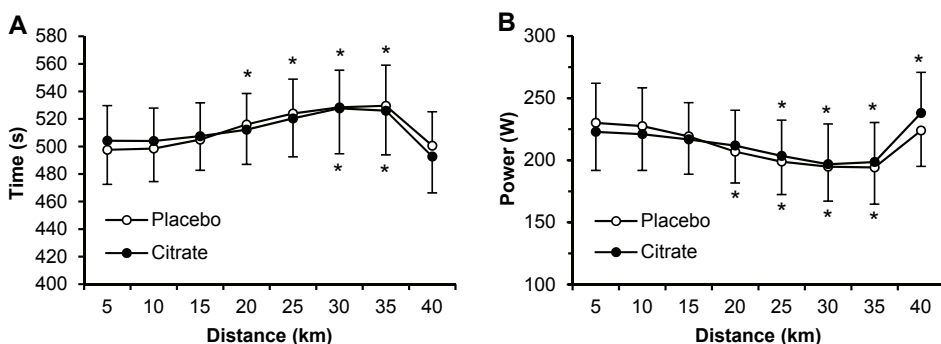 A
Time (s)
580
560
540
520
500
480
460
440
420
400
* * * *
* *
Placebo
Citrate
5 10 15 20 25 30 35 40
Distance (km)
B
Power (W)
300
250
200
150
100
* * * *
* * * *
Placebo
Citrate
5 10 15 20 25 30 35 40
Distance (km)